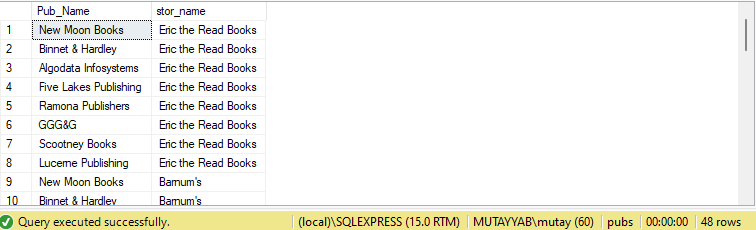 Pub_Name stor_name
1 New Moon Books Eric the Read Books
2 Binnet & Hardley Eric the Read Books
3 Algodata Infosystems Eric the Read Books
4 Five Lakes Publishing Eric the Read Books
5 Ramona Publishers Eric the Read Books
6 GGG&G Eric the Read Books
7 Scootney Books Eric the Read Books
8 Lucerne Publishing Eric the Read Books
9 New Moon Books Barnum's
10 Binnet & Hardley Barnum's
Query executed successfully. (local)\SQLEXPRESS (15.0 RTM) MUTAYYAB\mutay (60) pubs 00:00:00 48 rows